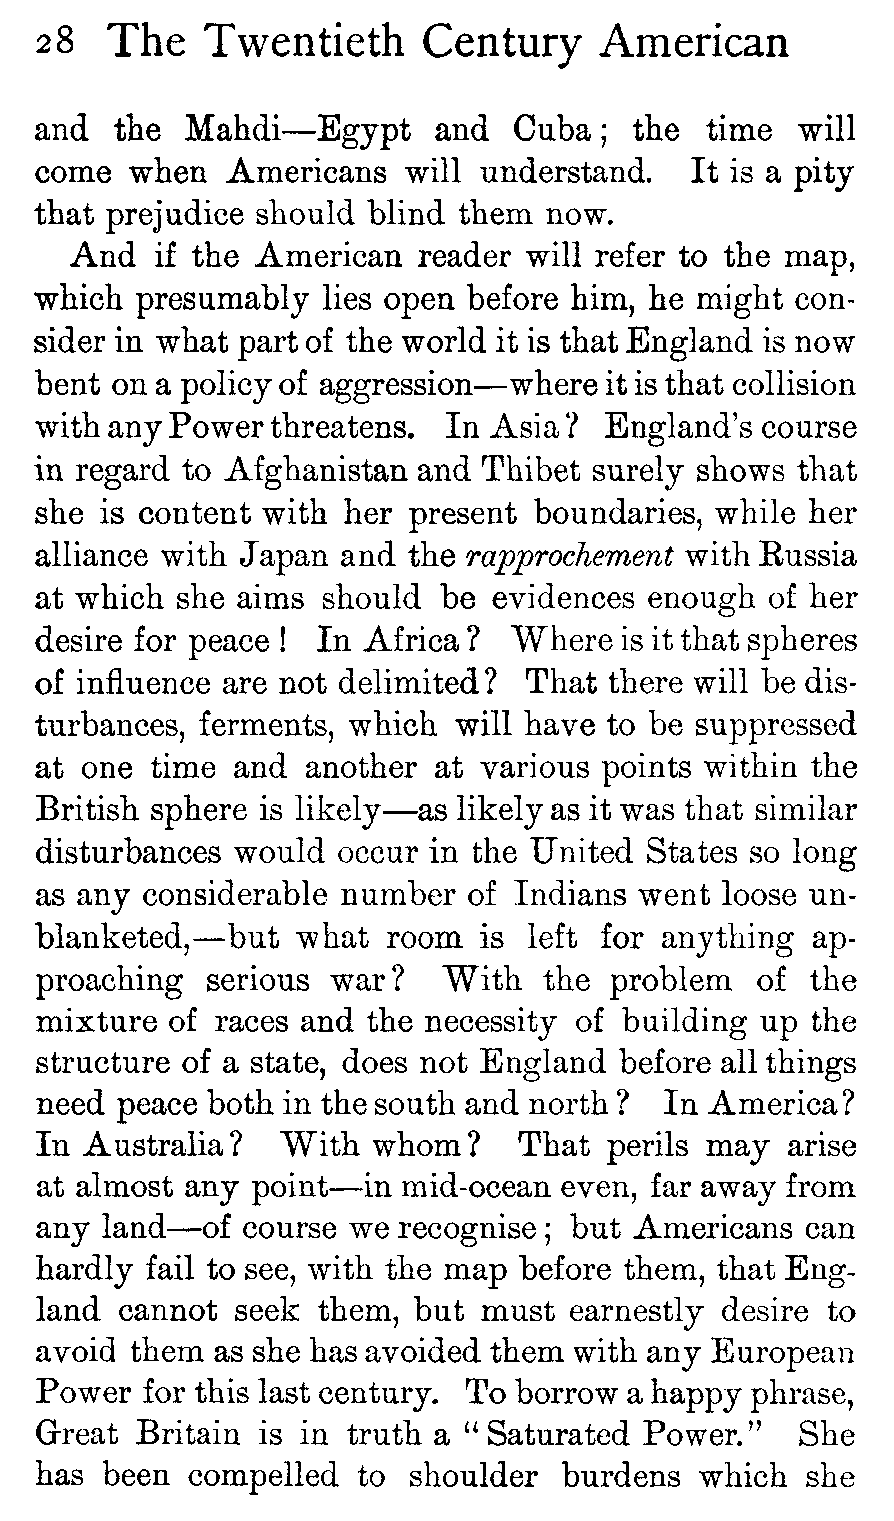 28 The Twentieth Century American
and the Mahdi—Egypt and Cuba; the time will
come when Americans will understand. It is a pity
that prejudice should blind them now.
And if the American reader will refer to the map,
which presumably lies open before him, he might con-
sider in what part of the world it is that England is now
bent on a policy of aggression—where it is that collision
with any Power threatens. In Asia? England's course
in regard to Afghanistan and Thibet surely shows that
she is content with her present boundaries, while her
alliance with Japan and the rapprochement with Russia
at which she aims should be evidences enough of her
desire for peace! In Africa? Where is it that spheres
of influence are not delimited? That there will be dis-
turbances, ferments, which will have to be suppressed
at one time and another at various points within the
British sphere is likely—as likely as it was that similar
disturbances would occur in the United States so long
as any considerable number of Indians went loose un-
blanketed,—but what room is left for anything ap-
proaching serious war? With the problem of the
mixture of races and the necessity of building up the
structure of a state, does not England before all things
need peace both in the south and north? In America?
In Australia? With whom? That perils may arise
at almost any point—in mid-ocean even, far away from
any land—of course we recognise; but Americans can
hardly fail to see, with the map before them, that Eng-
land cannot seek them, but must earnestly desire to
avoid them as she has avoided them with any European
Power for this last century. To borrow a happy phrase,
Great Britain is in truth a "Saturated Power." She
has been compelled to shoulder burdens which she